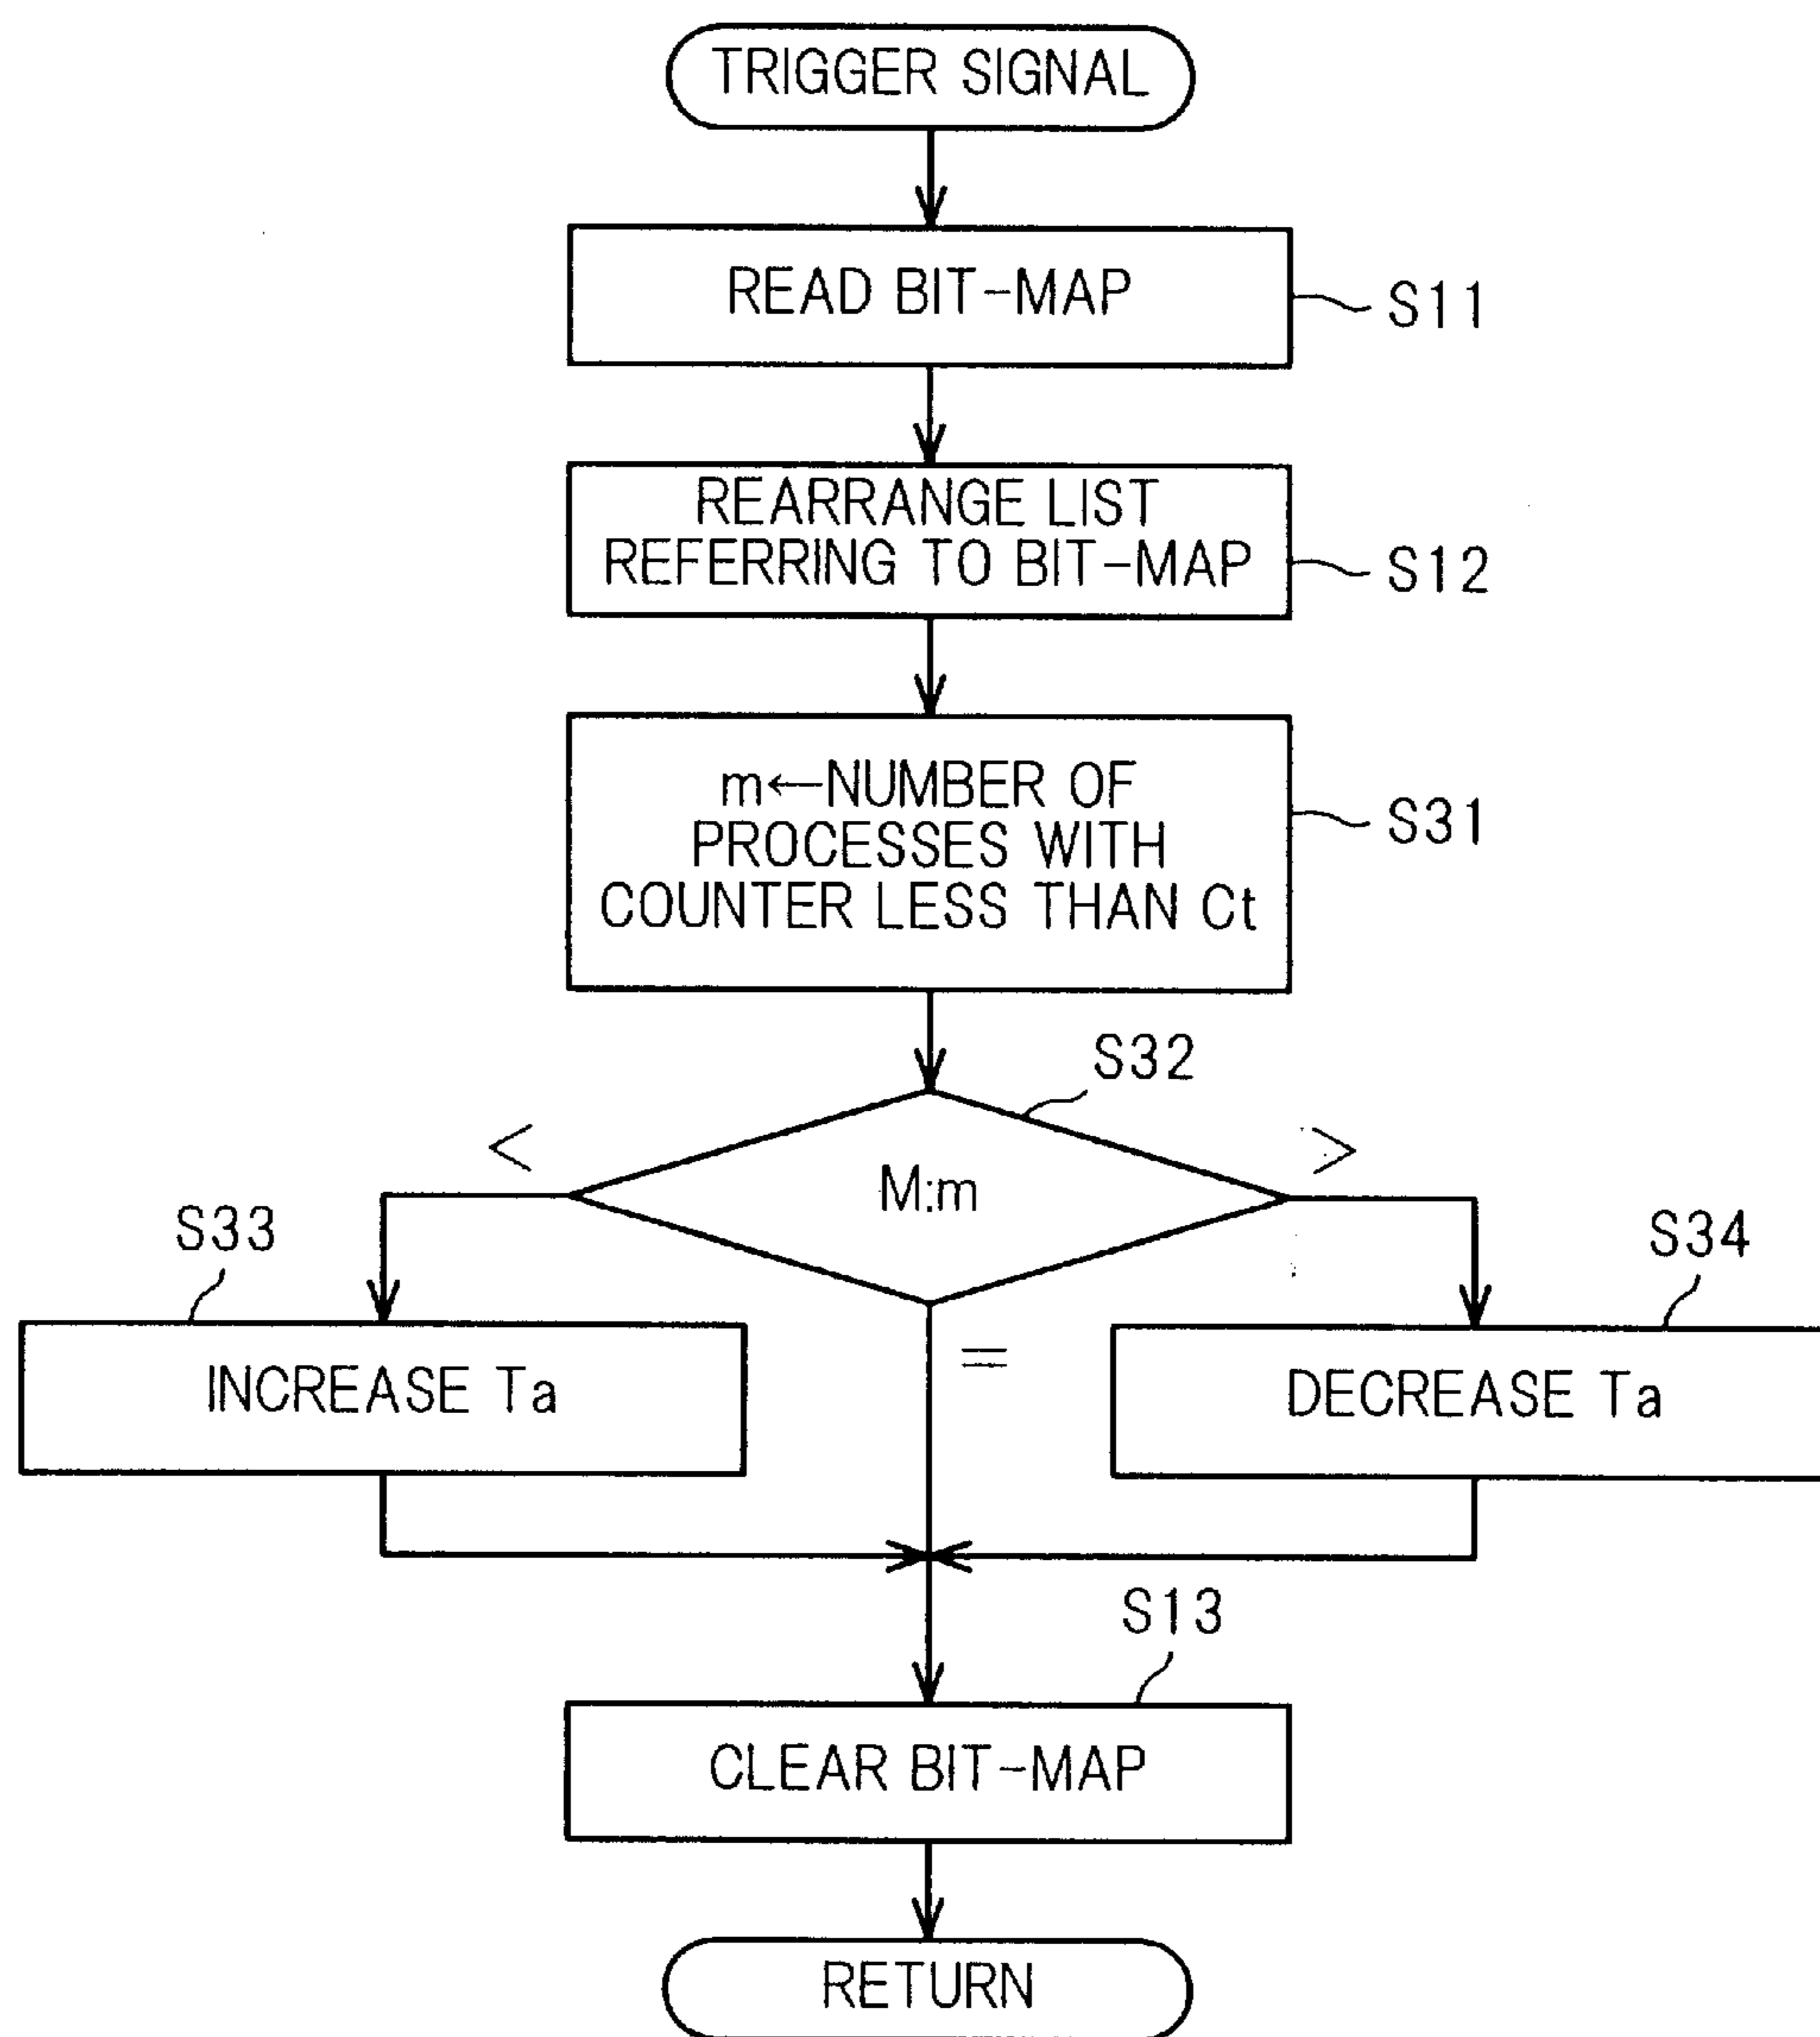 TRIGGER SIGNAL
READ BIT-MAP
S11
REARRANGE LIST
REFERRING TO BIT-MAP
S12
m←NUMBER OF
PROCESSES WITH
COUNTER LESS THAN Ct
S31
S32
<
M:m
>
S33
S34
=
INCREASE Ta
DECREASE Ta
S13
CLEAR BIT-MAP
RETURN